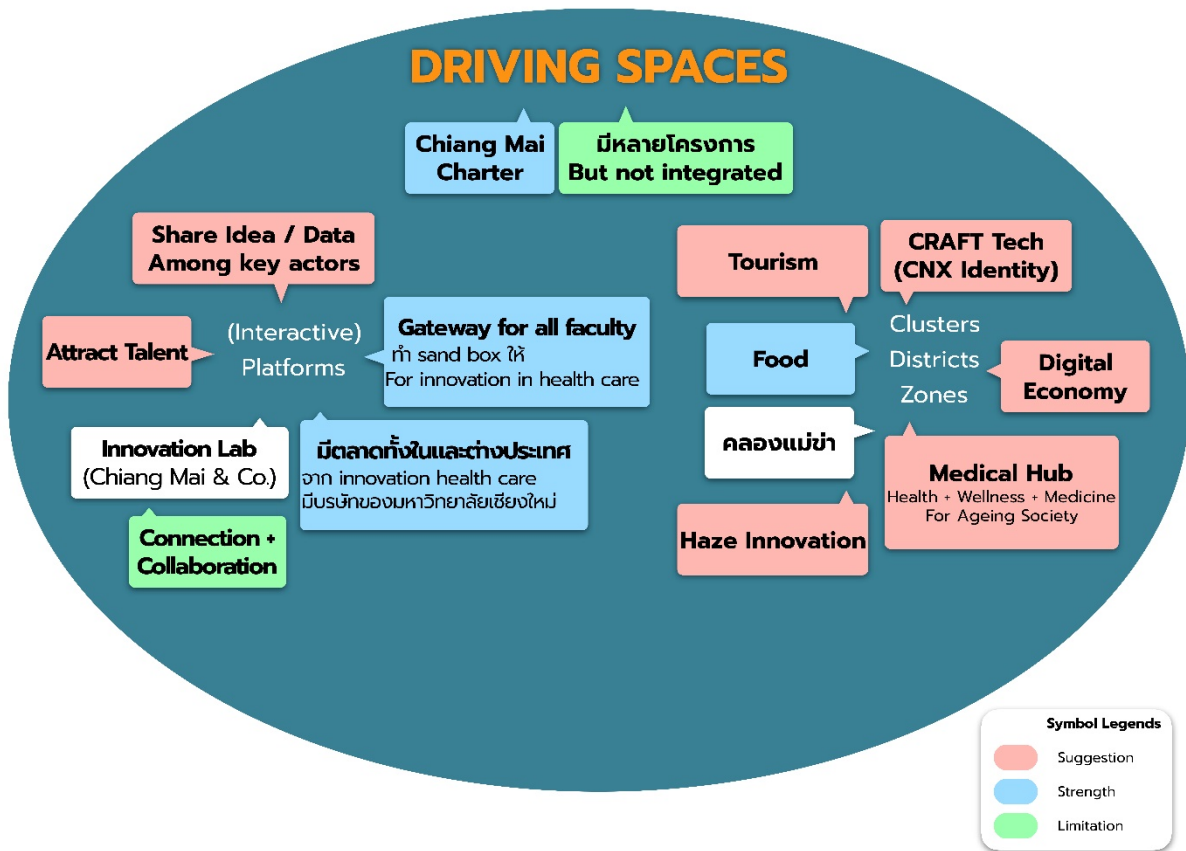 DRIVING SPACES
Chiang Mai
Charter
มีหลายโครงการ
But not integrated
Share Idea / Data
Among key actors
Attract Talent
(Interactive)
Platforms
Gateway for all faculty
ทำ sand box ให้
For innovation in health care
Innovation Lab
(Chiang Mai & Co.)
มีตลาดทั้งในและต่างประเทศ
จาก innovation health care
มีบริษัทของมหาวิทยาลัยเชียงใหม่
Connection +
Collaboration
Tourism
CRAFT Tech
(CNX Identity)
Food
Clusters
Districts
Zones
Digital
Economy
คลองแม่ข่า
Medical Hub
Health + Wellness + Medicine
For Ageing Society
Haze Innovation
Symbol Legends
Suggestion
Strength
Limitation